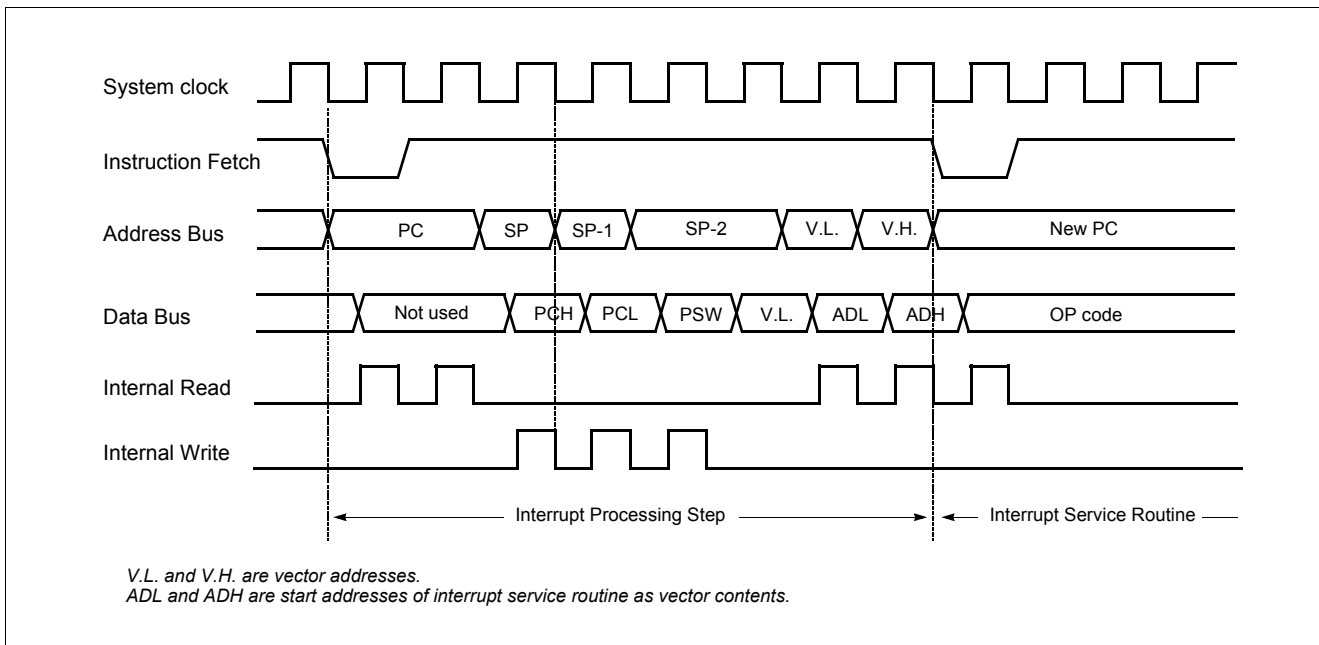 System clock
Instruction Fetch
Address Bus
PC
SP
SP-1
SP-2
V.L.
V.H.
New PC
Data Bus
Not used
PCH
PCL
PSW
V.L.
ADL
ADH
OP code
Internal Read
Internal Write
Interrupt Processing Step
Interrupt Service Routine
V.L. and V.H. are vector addresses.
ADL and ADH are start addresses of interrupt service routine as vector contents.